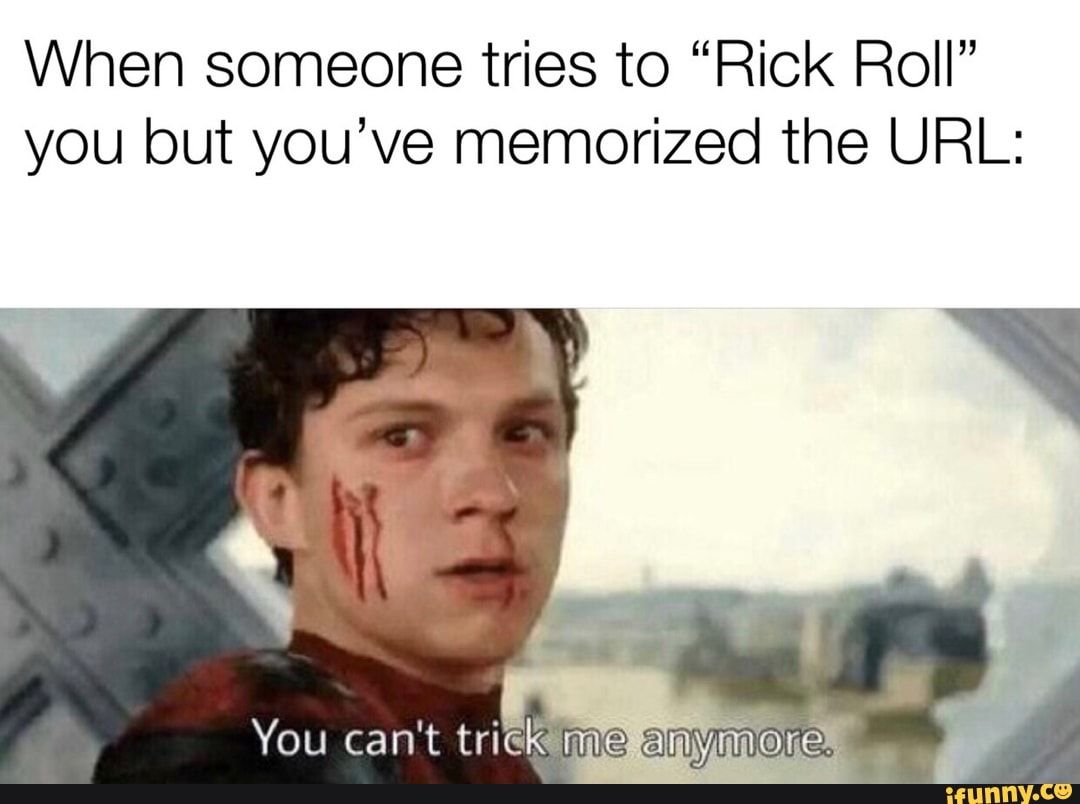 When someone tries to “Rick Roll”
you but you’ve memorized the URL:
You can't trick me anymore.
ifunny.co